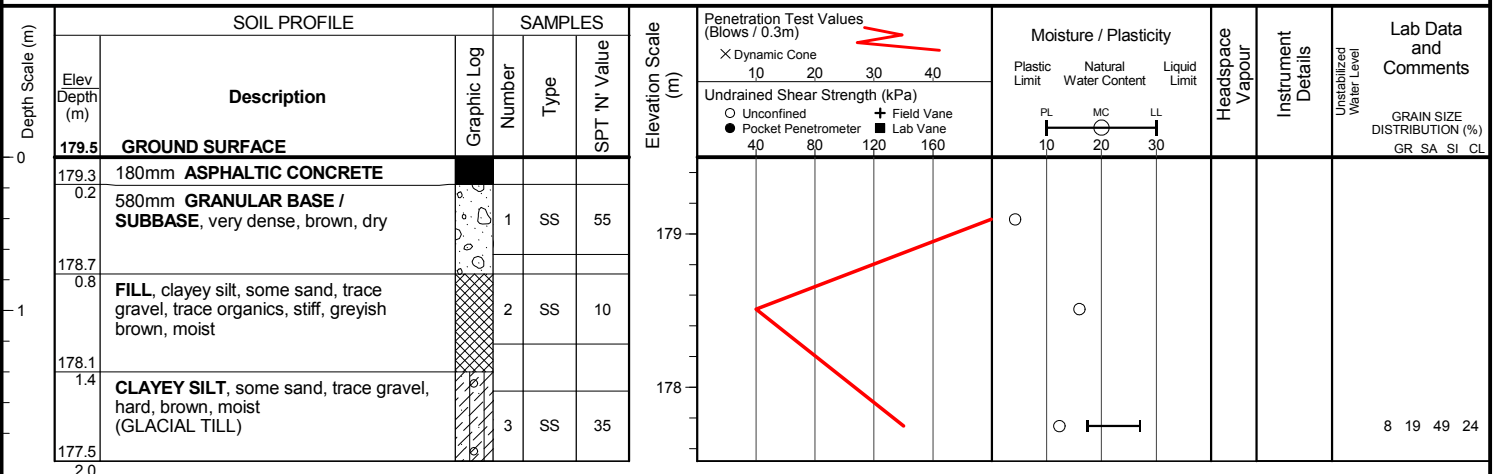 SOIL PROFILE
SAMPLES
Depth Scale (m)
Elev
Depth
(m)
Description
Graphic Log
Number
Type
SPT 'N' Value
Elevation Scale
(m)
Penetration Test Values
(Blows / 0.3m)
× Dynamic Cone
10 20 30 40
Undrained Shear Strength (kPa)
Unconfined + Field Vane
Pocket Penetrometer Lab Vane
40 80 120 160
Moisture / Plasticity
Plastic Natural Liquid
Limit Water Content Limit
PL MC LL
10 20 30
Headspace
Vapour
Instrument
Details
Unstabilized
Water Level
Lab Data
and
Comments
GRAIN SIZE
DISTRIBUTION (%)
GR SA SI CL
179.5 GROUND SURFACE
0
179.3 180mm ASPHALTIC CONCRETE
0.2
580mm GRANULAR BASE /
SUBBASE, very dense, brown, dry
1 SS 55
179
178.7
0.8
FILL, clayey silt, some sand, trace
gravel, trace organics, stiff, greyish
brown, moist
1
2 SS 10
178.1
1.4
CLAYEY SILT, some sand, trace gravel,
hard, brown, moist
(GLACIAL TILL)
178
3 SS 35
8 19 49 24
177.5
2.0